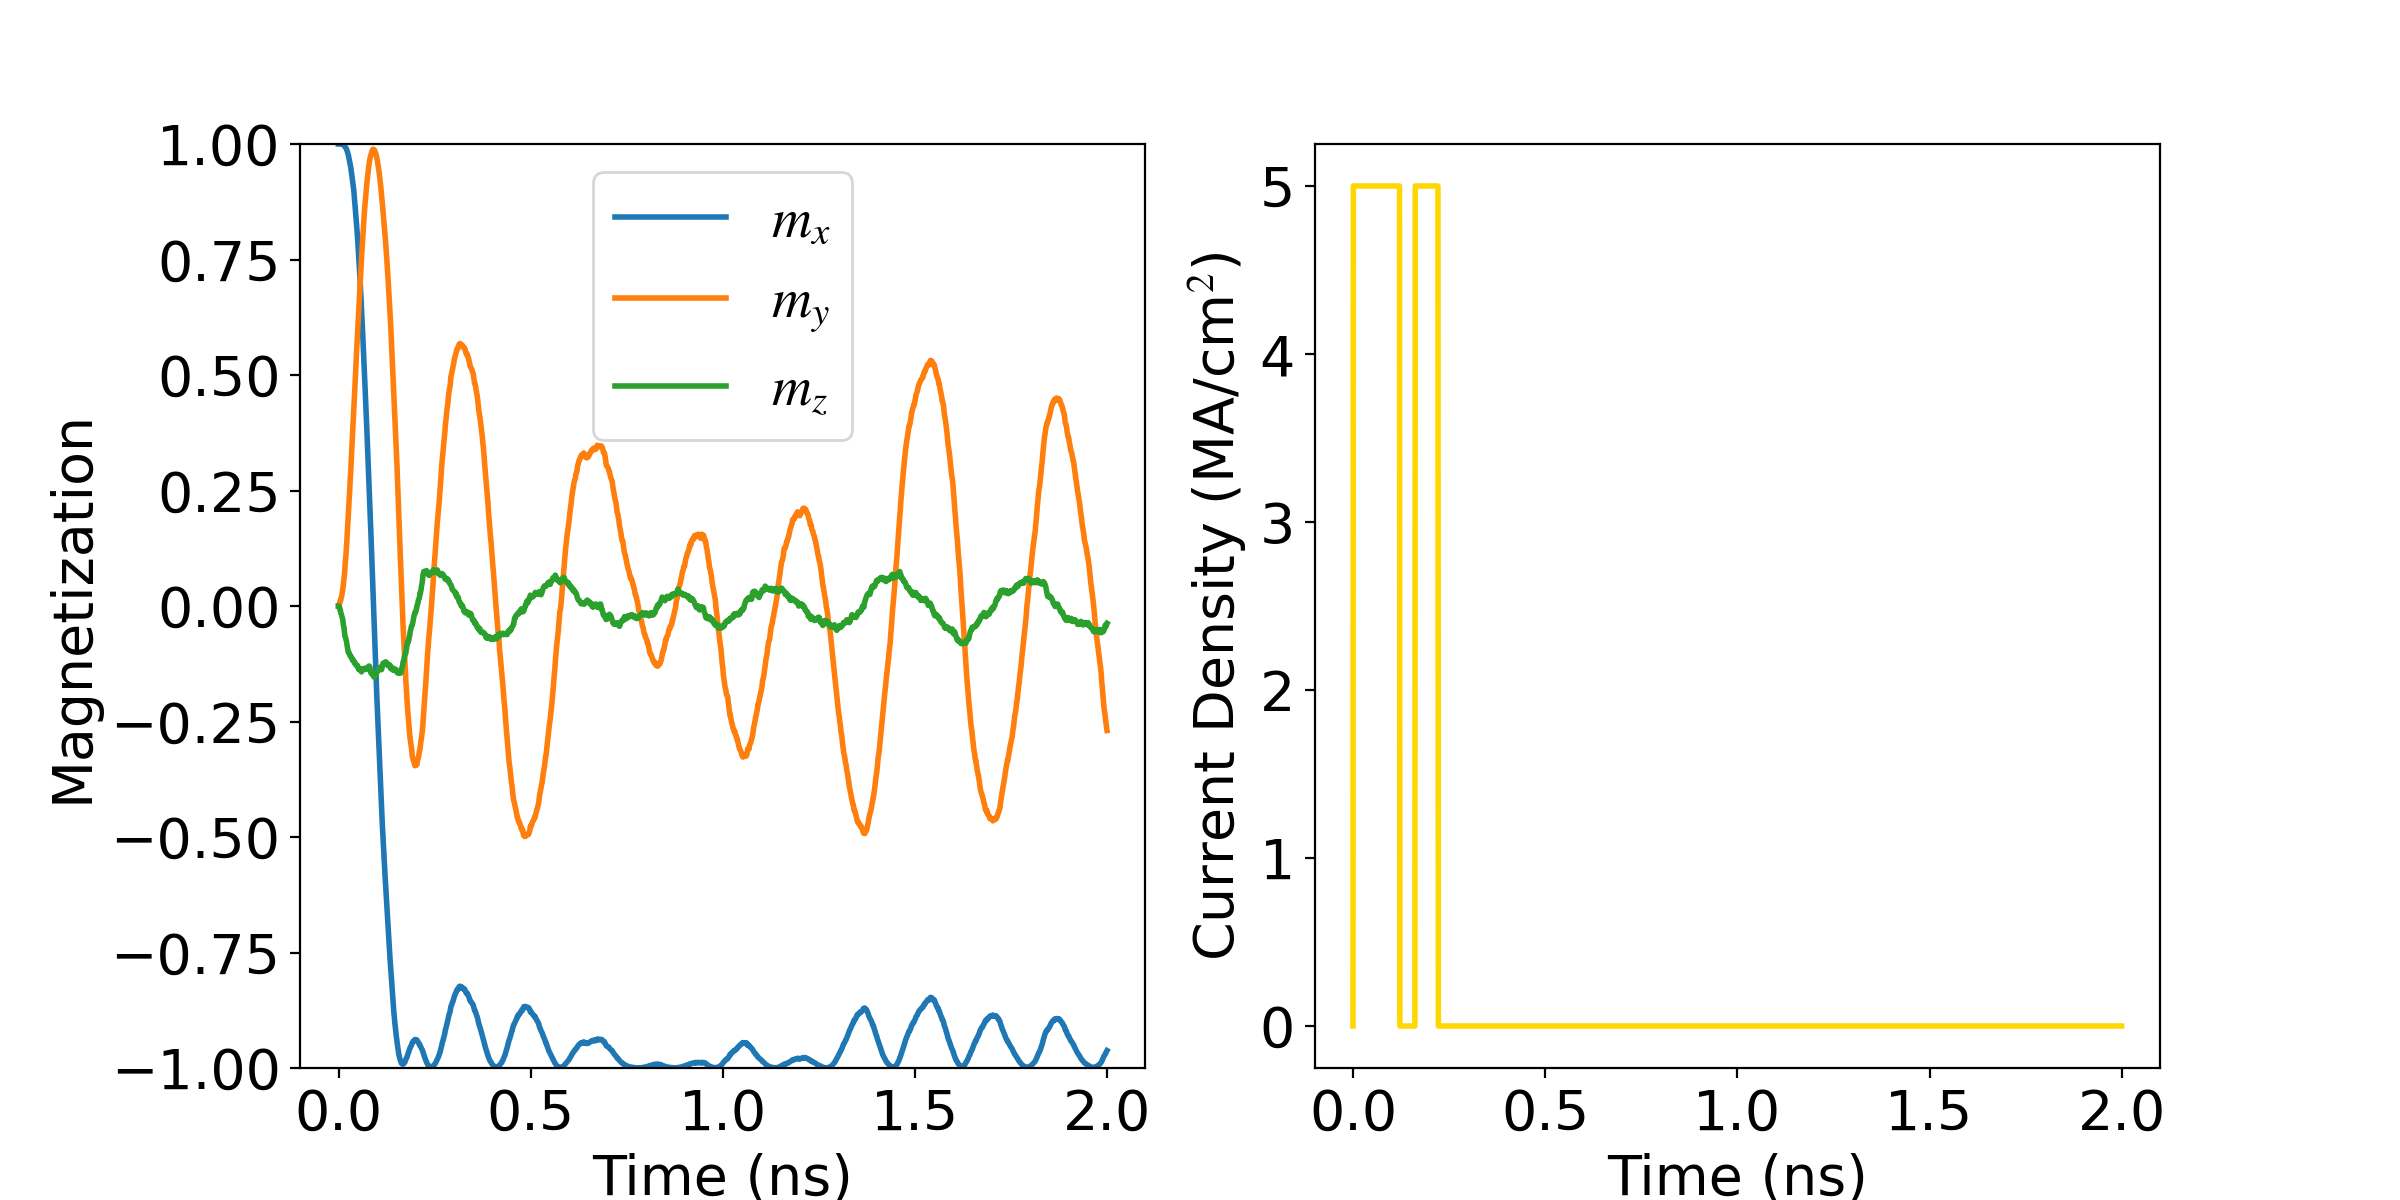 Magnetization
1.00
0.75
0.50
0.25
0.00
−0.25
−0.50
−0.75
−1.00
m_x
m_y
m_z
0.0 0.5 1.0 1.5 2.0
Time (ns)
Current Density (MA/cm²)
5
4
3
2
1
0
0.0 0.5 1.0 1.5 2.0
Time (ns)